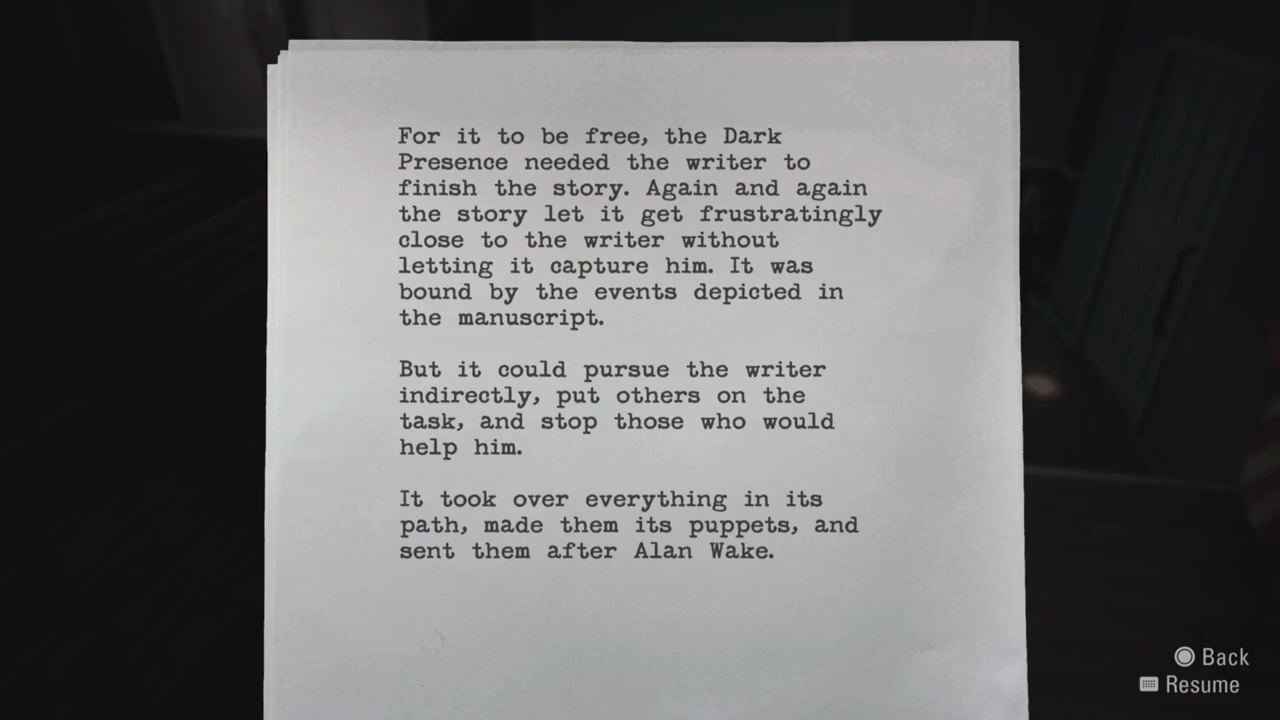 For it to be free, the Dark
Presence needed the writer to
finish the story. Again and again
the story let it get frustratingly
close to the writer without
letting it capture him. It was
bound by the events depicted in
the manuscript.
But it could pursue the writer
indirectly, put others on the
task, and stop those who would
help him.
It took over everything in its
path, made them its puppets, and
sent them after Alan Wake.
Back
Resume